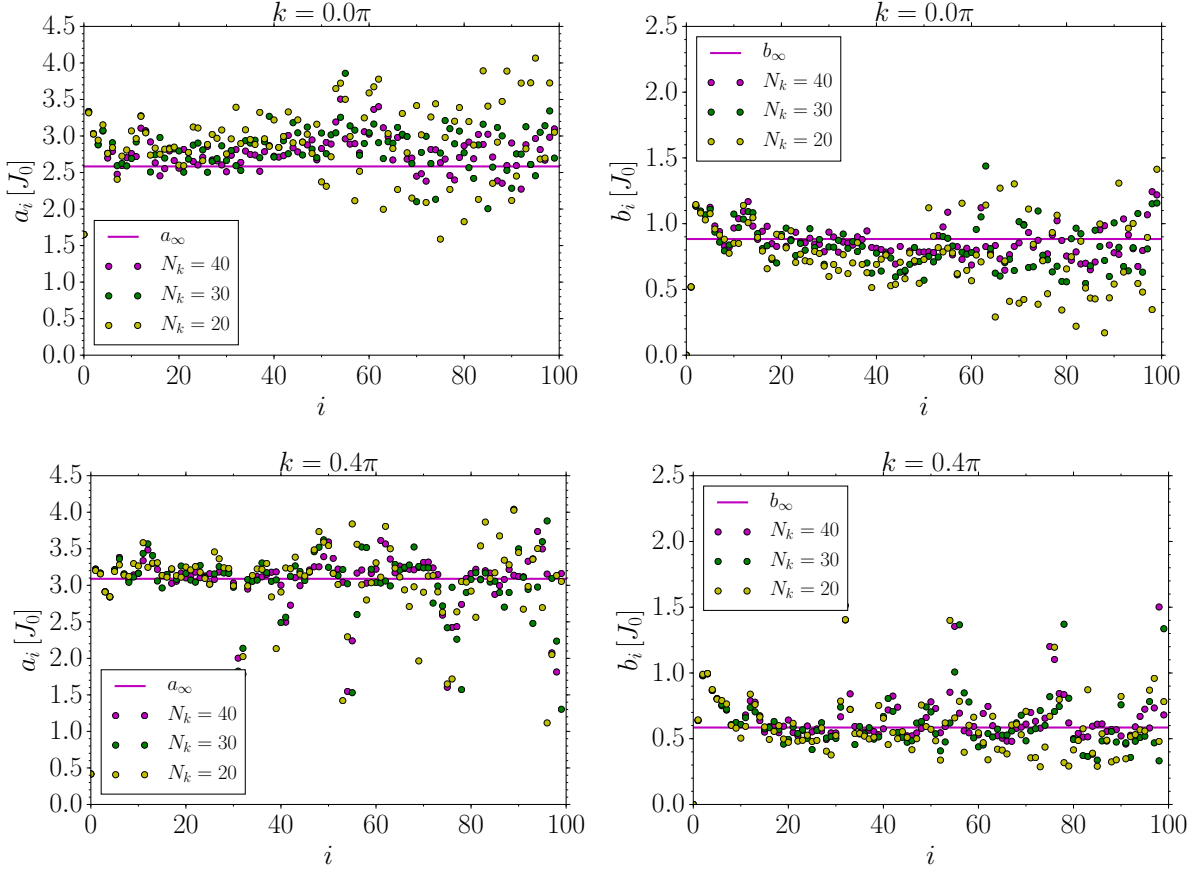 k = 0.0π
4.5
4.0
3.5
3.0
2.5
2.0
1.5
1.0
0.5
0.0
a_i [J_0]
a_∞
N_k = 40
N_k = 30
N_k = 20
0 20 40 60 80 100
i
k = 0.0π
2.5
2.0
1.5
1.0
0.5
0.0
b_i [J_0]
b_∞
N_k = 40
N_k = 30
N_k = 20
0 20 40 60 80 100
i
k = 0.4π
4.5
4.0
3.5
3.0
2.5
2.0
1.5
1.0
0.5
0.0
a_i [J_0]
a_∞
N_k = 40
N_k = 30
N_k = 20
0 20 40 60 80 100
i
k = 0.4π
2.5
2.0
1.5
1.0
0.5
0.0
b_i [J_0]
b_∞
N_k = 40
N_k = 30
N_k = 20
0 20 40 60 80 100
i